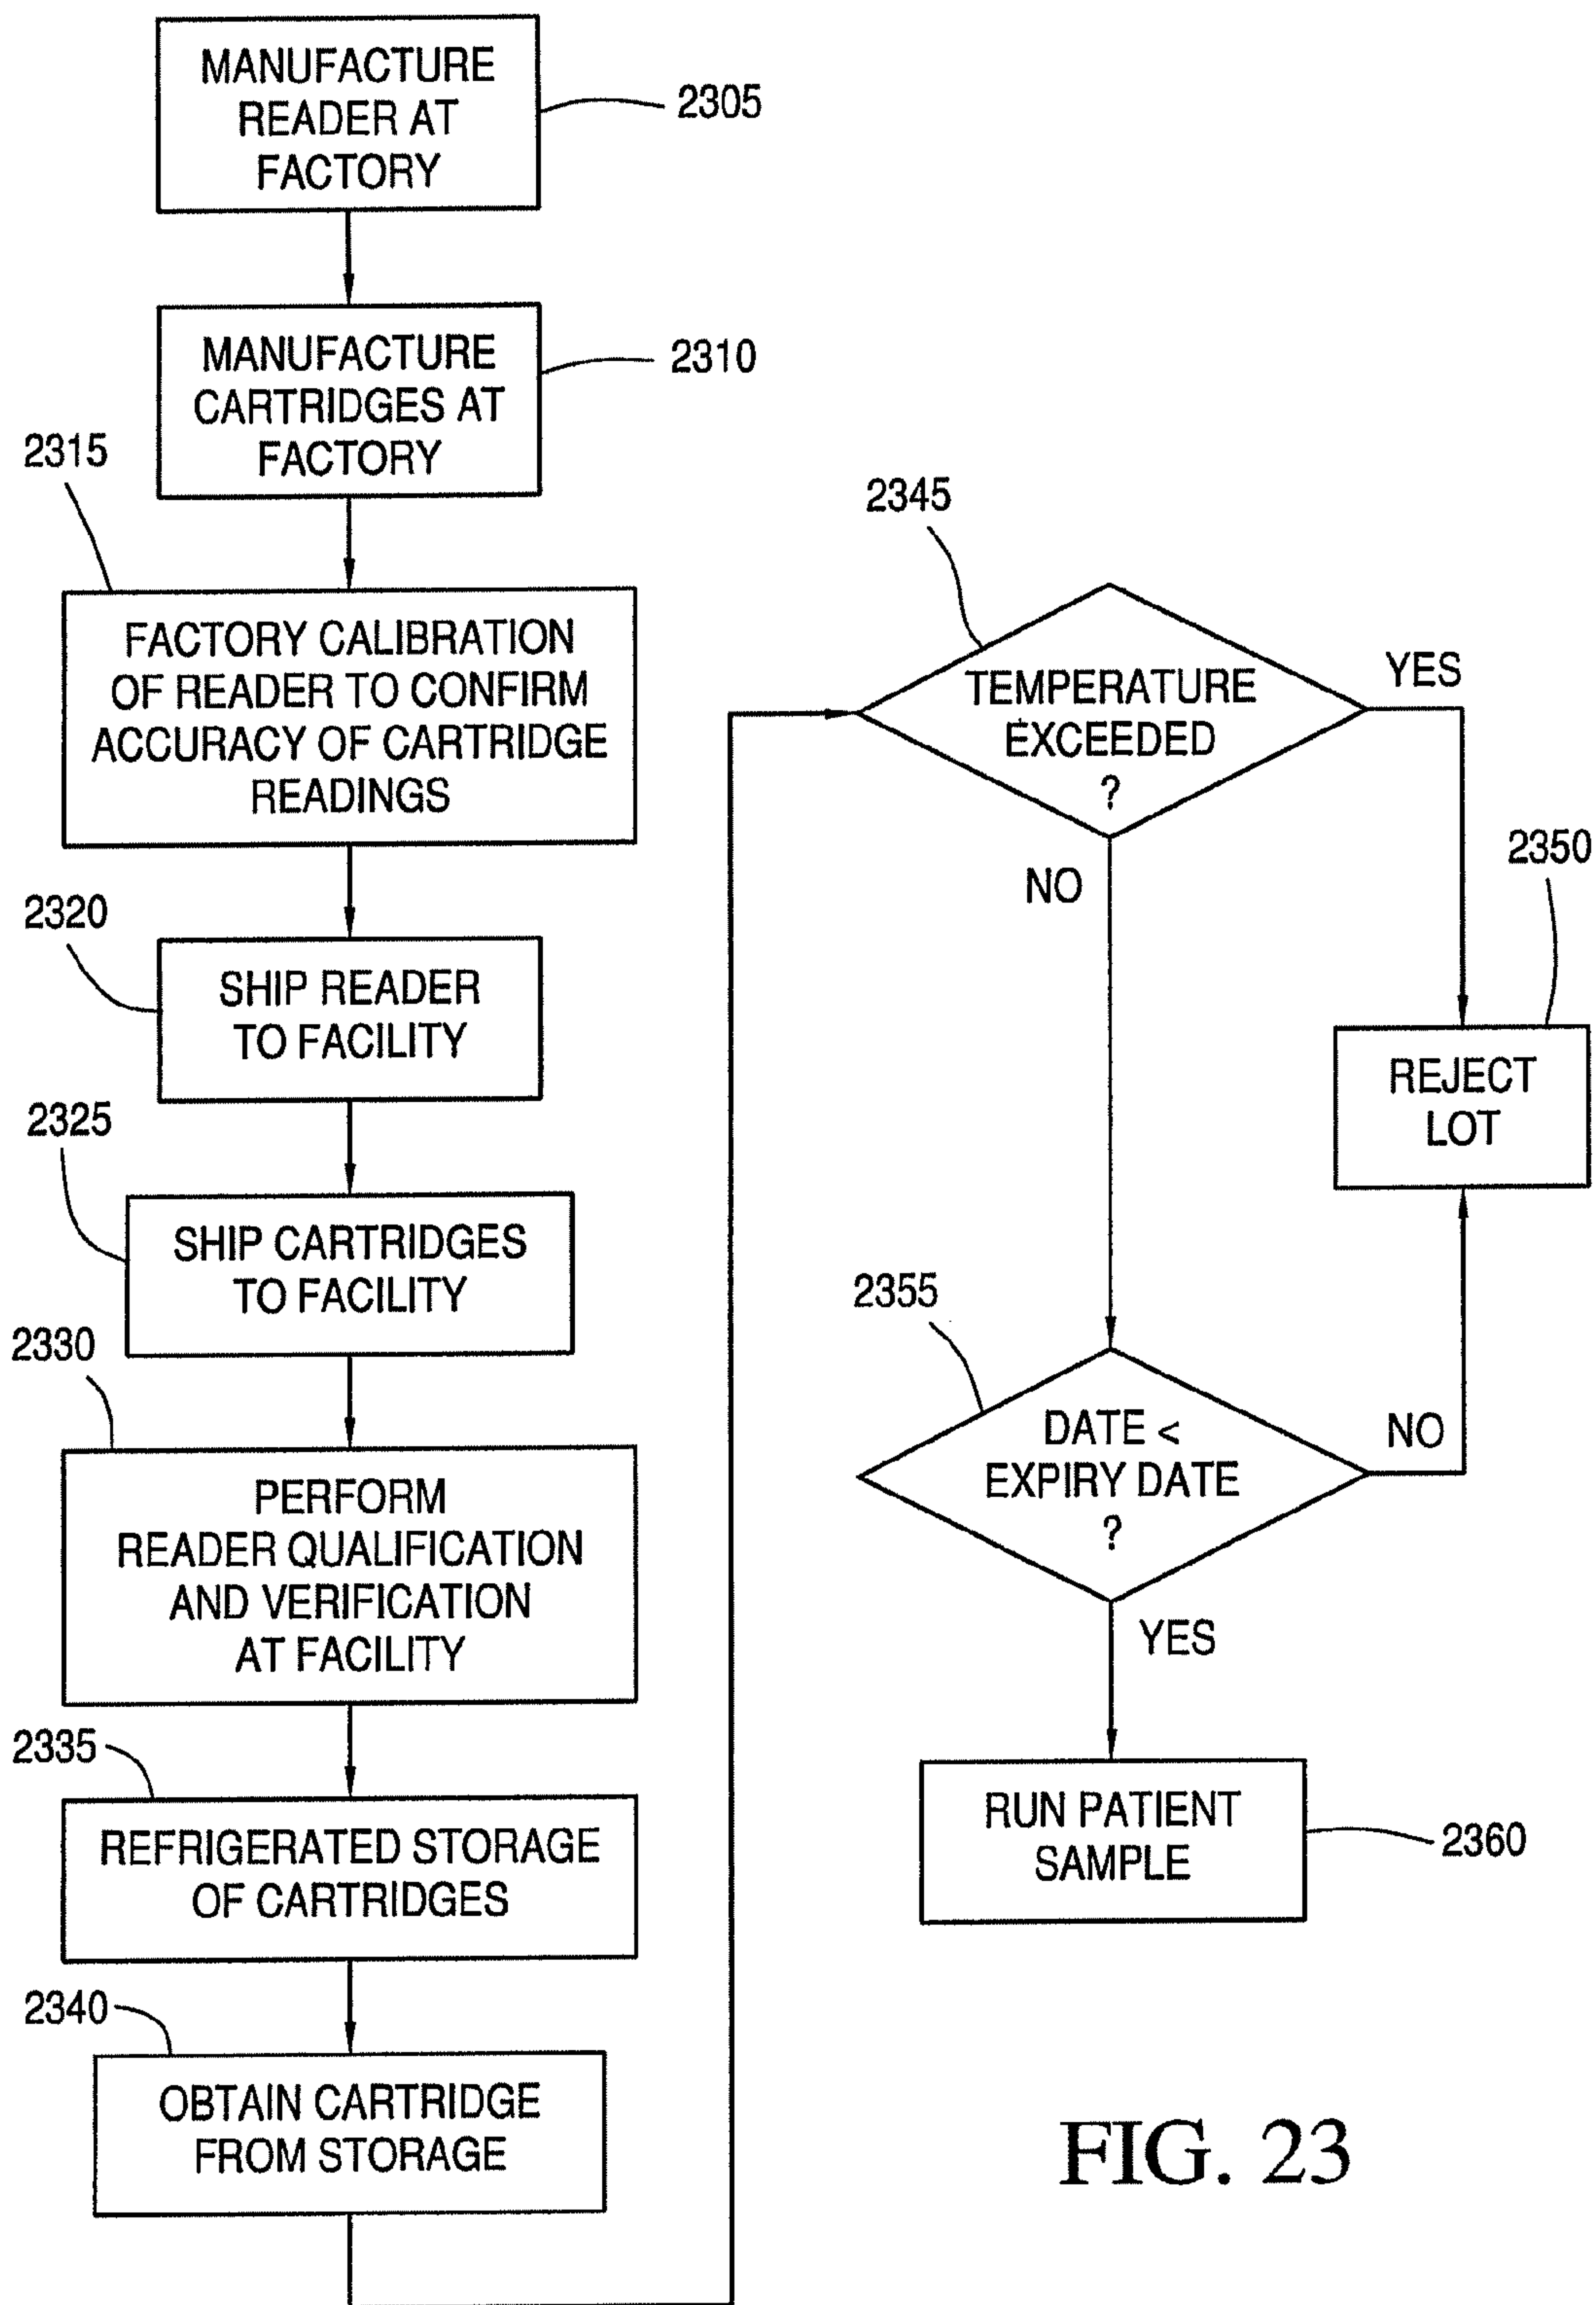 MANUFACTURE
READER AT
FACTORY
2305
MANUFACTURE
CARTRIDGES AT
FACTORY
2310
2315
FACTORY CALIBRATION
OF READER TO CONFIRM
ACCURACY OF CARTRIDGE
READINGS
2320
SHIP READER
TO FACILITY
2325
SHIP CARTRIDGES
TO FACILITY
2330
PERFORM
READER QUALIFICATION
AND VERIFICATION
AT FACILITY
2335
REFRIGERATED STORAGE
OF CARTRIDGES
2340
OBTAIN CARTRIDGE
FROM STORAGE
2345
TEMPERATURE
EXCEEDED
?
YES
NO
2350
REJECT
LOT
2355
DATE <
EXPIRY DATE
?
NO
YES
RUN PATIENT
SAMPLE
2360
FIG. 23